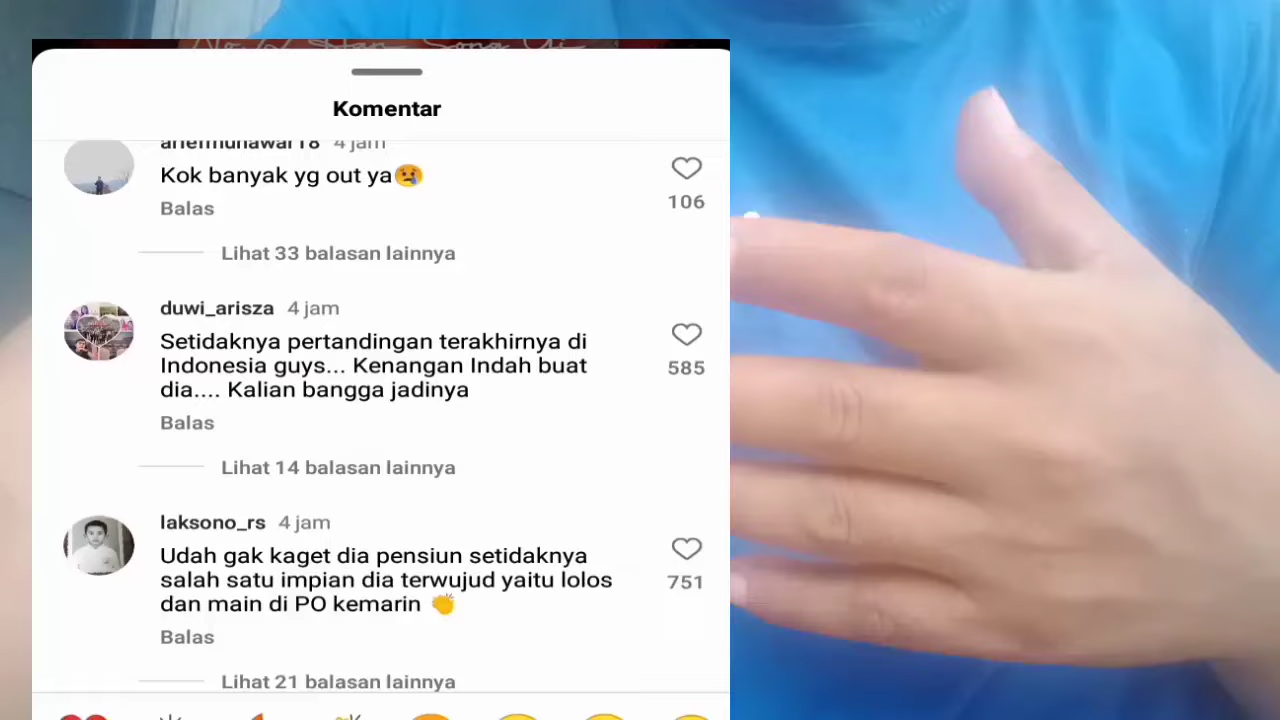 Komentar
ariefmunawar18 4 jam
Kok banyak yg out ya😢
106
Balas
Lihat 33 balasan lainnya
duwi_arisza 4 jam
Setidaknya pertandingan terakhirnya di
Indonesia guys... Kenangan Indah buat
dia.... Kalian bangga jadinya
585
Balas
Lihat 14 balasan lainnya
laksono_rs 4 jam
Udah gak kaget dia pensiun setidaknya
salah satu impian dia terwujud yaitu lolos
dan main di PO kemarin 👏
751
Balas
Lihat 21 balasan lainnya